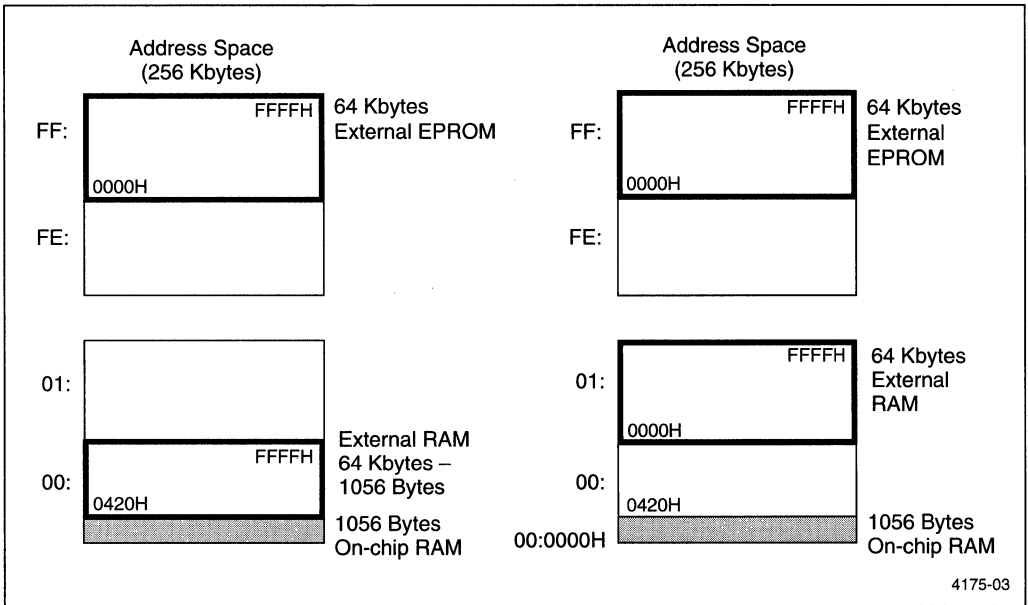 Address Space
(256 Kbytes)
FF:
FFFFH
0000H
64 Kbytes
External EPROM
FE:
01:
00:
FFFFH
0420H
External RAM
64 Kbytes –
1056 Bytes
1056 Bytes
On-chip RAM
Address Space
(256 Kbytes)
FF:
FFFFH
0000H
64 Kbytes
External
EPROM
FE:
01:
FFFFH
0000H
64 Kbytes
External
RAM
00:
0420H
00:0000H
1056 Bytes
On-chip RAM
4175-03